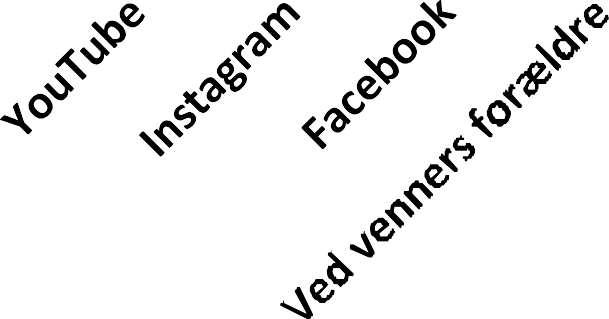 YouTube
Instagram
Facebook
Ved venners forældre